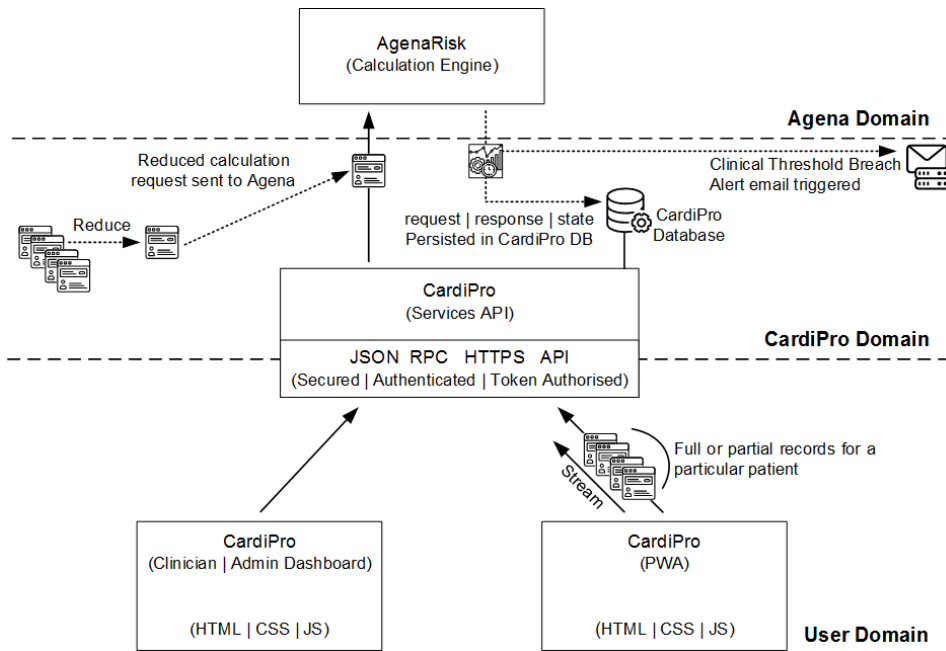 AgenaRisk
(Calculation Engine)
Agena Domain
Reduced calculation
request sent to Agena
Clinical Threshold Breach
Alert email triggered
Reduce
request | response | state
Persisted in CardiPro DB
CardiPro
Database
CardiPro
(Services API)
CardiPro Domain
JSON RPC HTTPS API
(Secured | Authenticated | Token Authorised)
Full or partial records for a
particular patient
Stream
CardiPro
(Clinician | Admin Dashboard)
(HTML | CSS | JS)
CardiPro
(PWA)
(HTML | CSS | JS)
User Domain